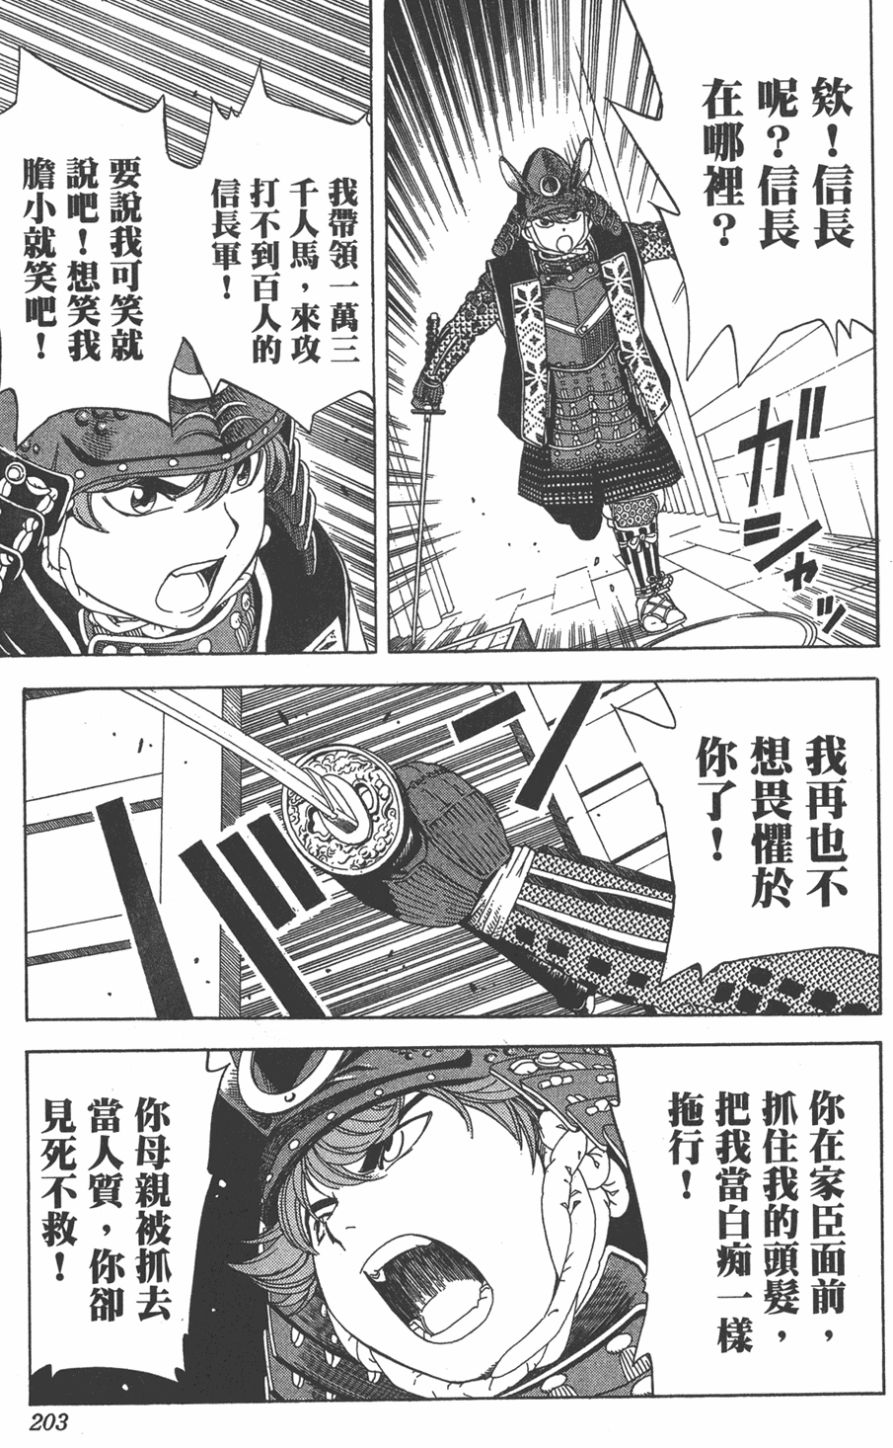 欸！信長
呢？信長
在哪裡？
ガシャッ
我帶領一萬三
千人馬，來攻
打不到百人的
信長軍！
要說我可笑就
說吧！想笑我
膽小就笑吧！
我再也不
想畏懼於
你了！
你在家臣面前，
抓住我的頭髮，
把我當白痴一樣
拖行！
你母親被抓去
當人質，你卻
見死不救！
203